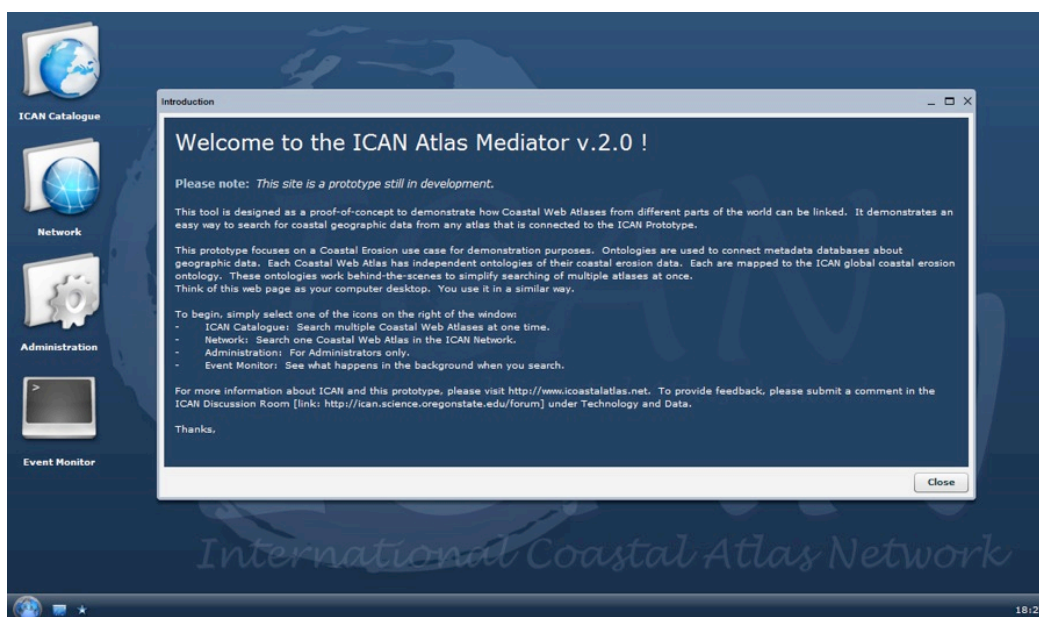 ICAN Catalogue
Network
Administration
>
Event Monitor
Introduction
Welcome to the ICAN Atlas Mediator v.2.0 !
Please note: This site is a prototype still in development.
This tool is designed as a proof-of-concept to demonstrate how Coastal Web Atlases from different parts of the world can be linked. It demonstrates an
easy way to search for coastal geographic data from any atlas that is connected to the ICAN Prototype.
This prototype focuses on a Coastal Erosion use case for demonstration purposes. Ontologies are used to connect metadata databases about
geographic data. Each Coastal Web Atlas has independent ontologies of their coastal erosion data. Each are mapped to the ICAN global coastal erosion
ontology. These ontologies work behind-the-scenes to simplify searching of multiple atlases at once.
Think of this web page as your computer desktop. You use it in a similar way.
To begin, simply select one of the icons on the right of the window:
- ICAN Catalogue: Search multiple Coastal Web Atlases at one time.
- Network: Search one Coastal Web Atlas in the ICAN Network.
- Administration: For Administrators only.
- Event Monitor: See what happens in the background when you search.
For more information about ICAN and this prototype, please visit http://www.icoastalatlas.net. To provide feedback, please submit a comment in the
ICAN Discussion Room [link: http://ican.science.oregonstate.edu/forum] under Technology and Data.
Thanks,
Close
International Coastal Atlas Network